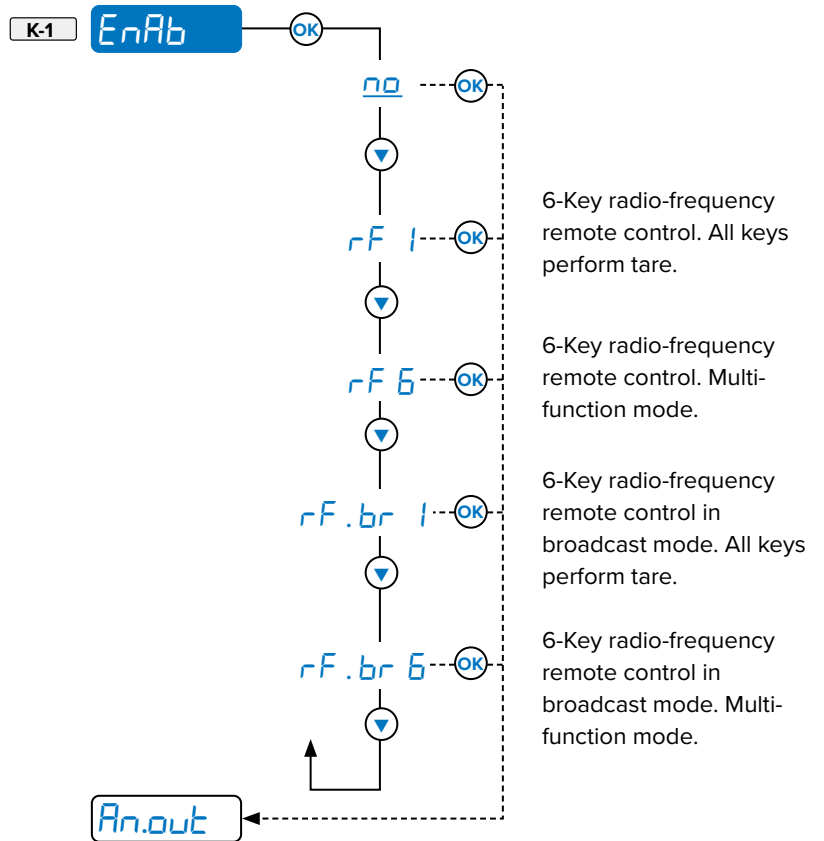 K-1 EnAb OK
no OK
rF 1 OK
6-Key radio-frequency
remote control. All keys
perform tare.
rF 6 OK
6-Key radio-frequency
remote control. Multi-
function mode.
rF.br 1 OK
6-Key radio-frequency
remote control in
broadcast mode. All keys
perform tare.
rF.br 6 OK
6-Key radio-frequency
remote control in
broadcast mode. Multi-
function mode.
An.out